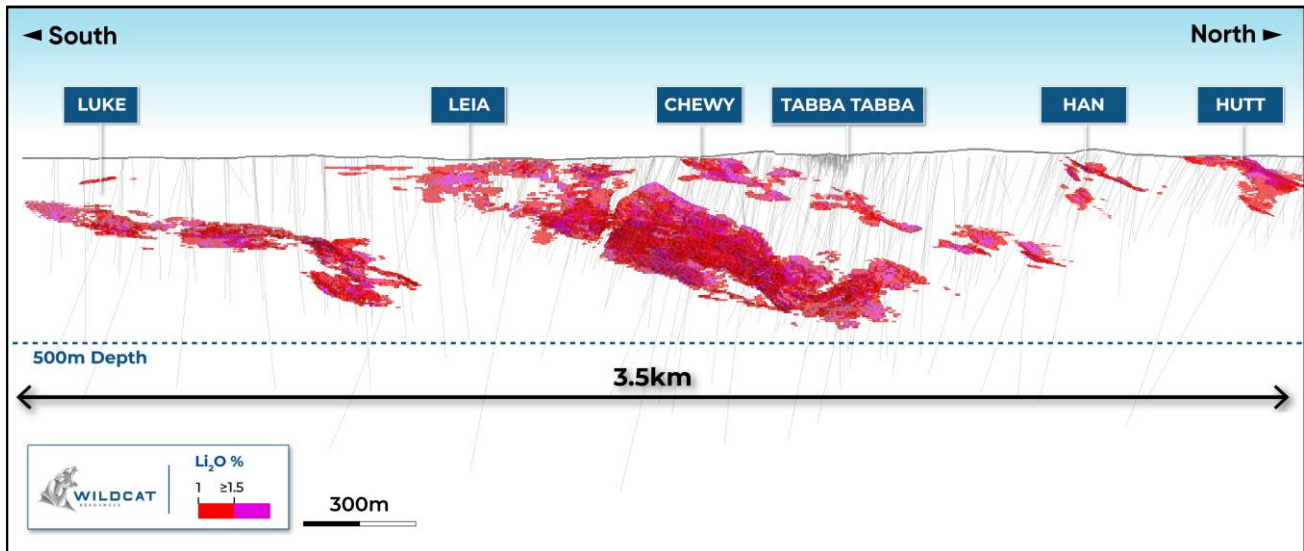 ◄ South
North ►
LUKE
LEIA
CHEWY
TABBA TABBA
HAN
HUTT
500m Depth
3.5km
WILDCAT
RESOURCES
Li₂O %
1 ≥1.5
300m